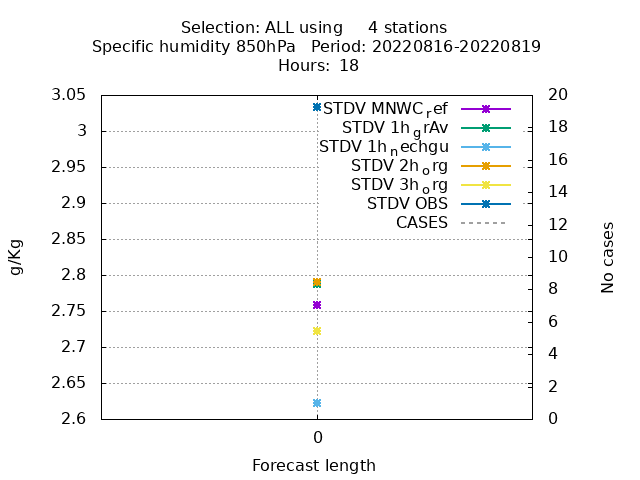 Selection: ALL using     4 stations
Specific humidity 850hPa   Period: 20220816-20220819
Hours: 18
3.05
3
2.95
2.9
2.85
2.8
2.75
2.7
2.65
2.6
g/Kg
STDV MNWC_ref
STDV 1h_grAv
STDV 1h_nechgu
STDV 2h_org
STDV 3h_org
STDV OBS
CASES
20
18
16
14
12
10
8
6
4
2
0
No cases
0
Forecast length